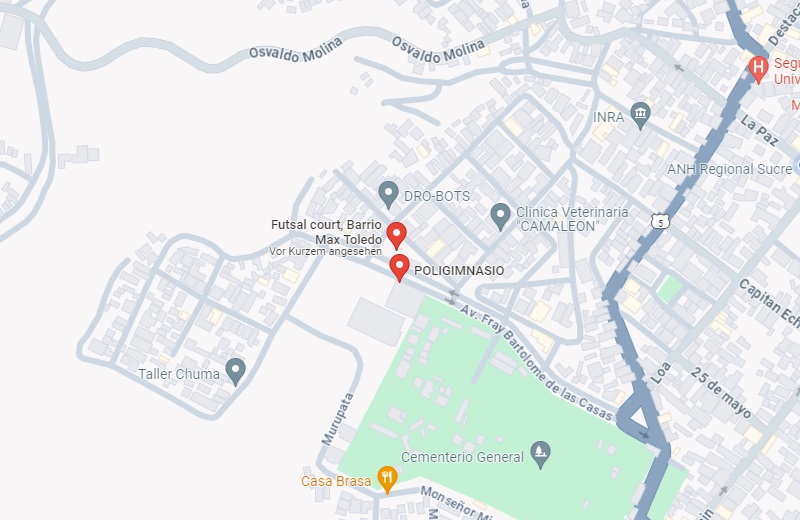 Osvaldo Molina
Osvaldo Molina
Destaca
Segu
Univ
M
INRA
La Paz
ANH Regional Sucre
DRO-BOTS
Clinica Veterinaria
"CAMALEON"
5
Futsal court, Barrio
Max Toledo
Vor Kurzem angesehen
POLIGIMNASIO
Capitan Ech
Av. Fray Bartolome de las Casas
Loa
25 de mayo
Taller Chuma
Murupata
Cementerio General
Casa Brasa
Monseñor Mi
M
in
H